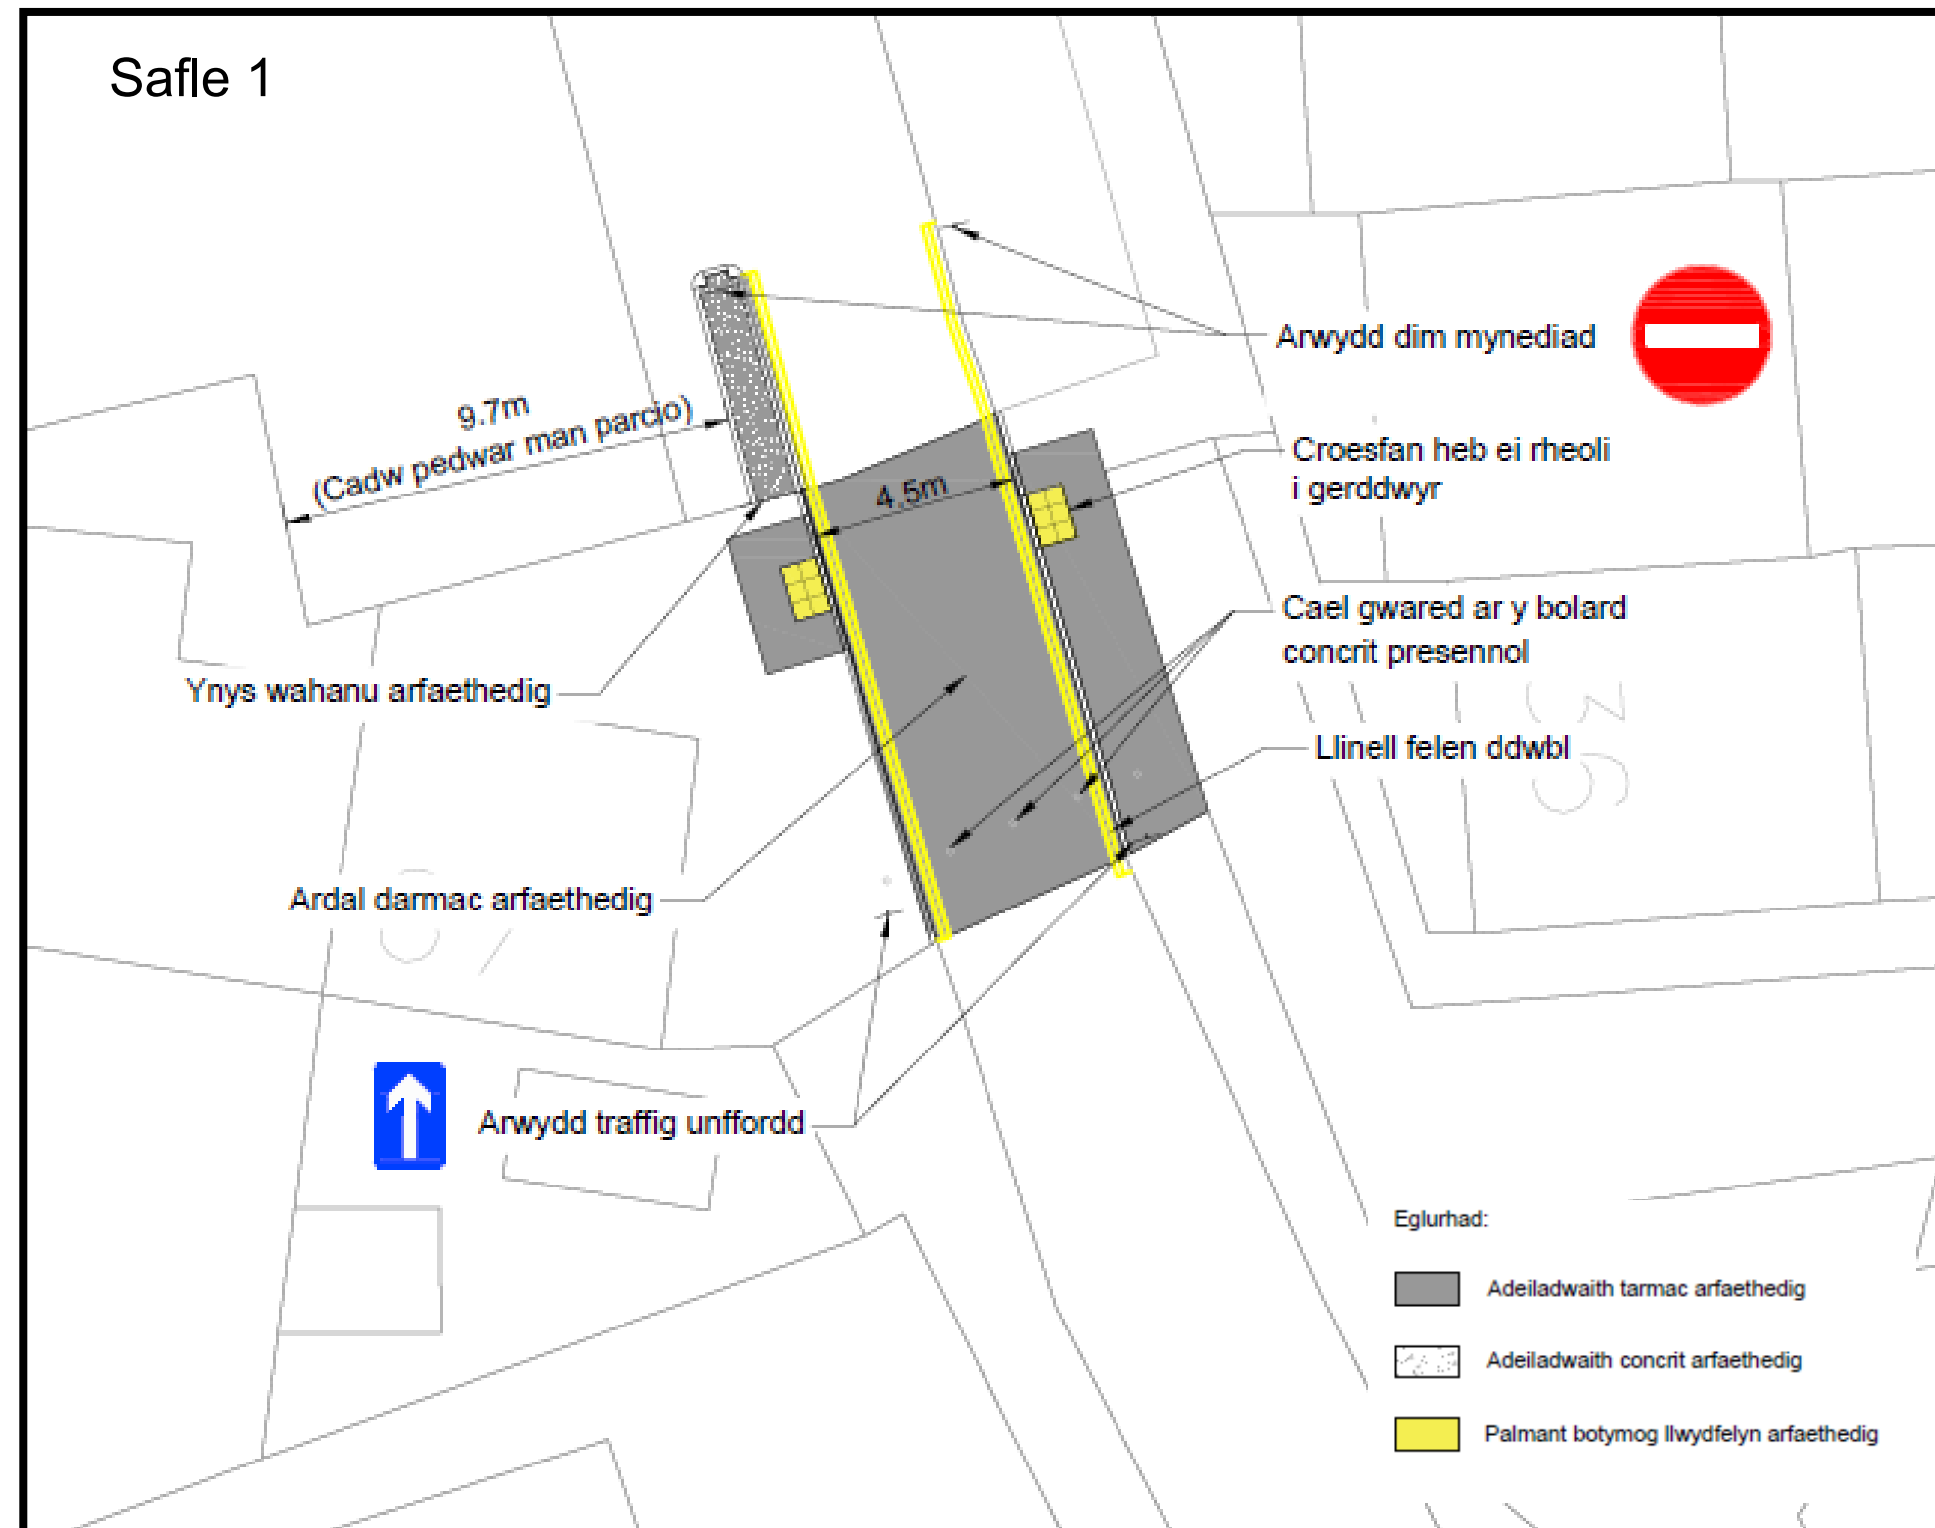 Safle 1
9.7m
(Cadw pedwar man parcio)
4.5m
Arwydd dim mynediad
Croesfan heb ei rheoli
i gerddwyr
Cael gwared ar y bolard
concrit presennol
Ynys wahanu arfaethedig
Llinell felen ddwbl
Ardal darmac arfaethedig
Arwydd traffig unffordd
Eglurhad:
Adeiladwaith tarmac arfaethedig
Adeiladwaith concrit arfaethedig
Palmant botymog llwydfelyn arfaethedig